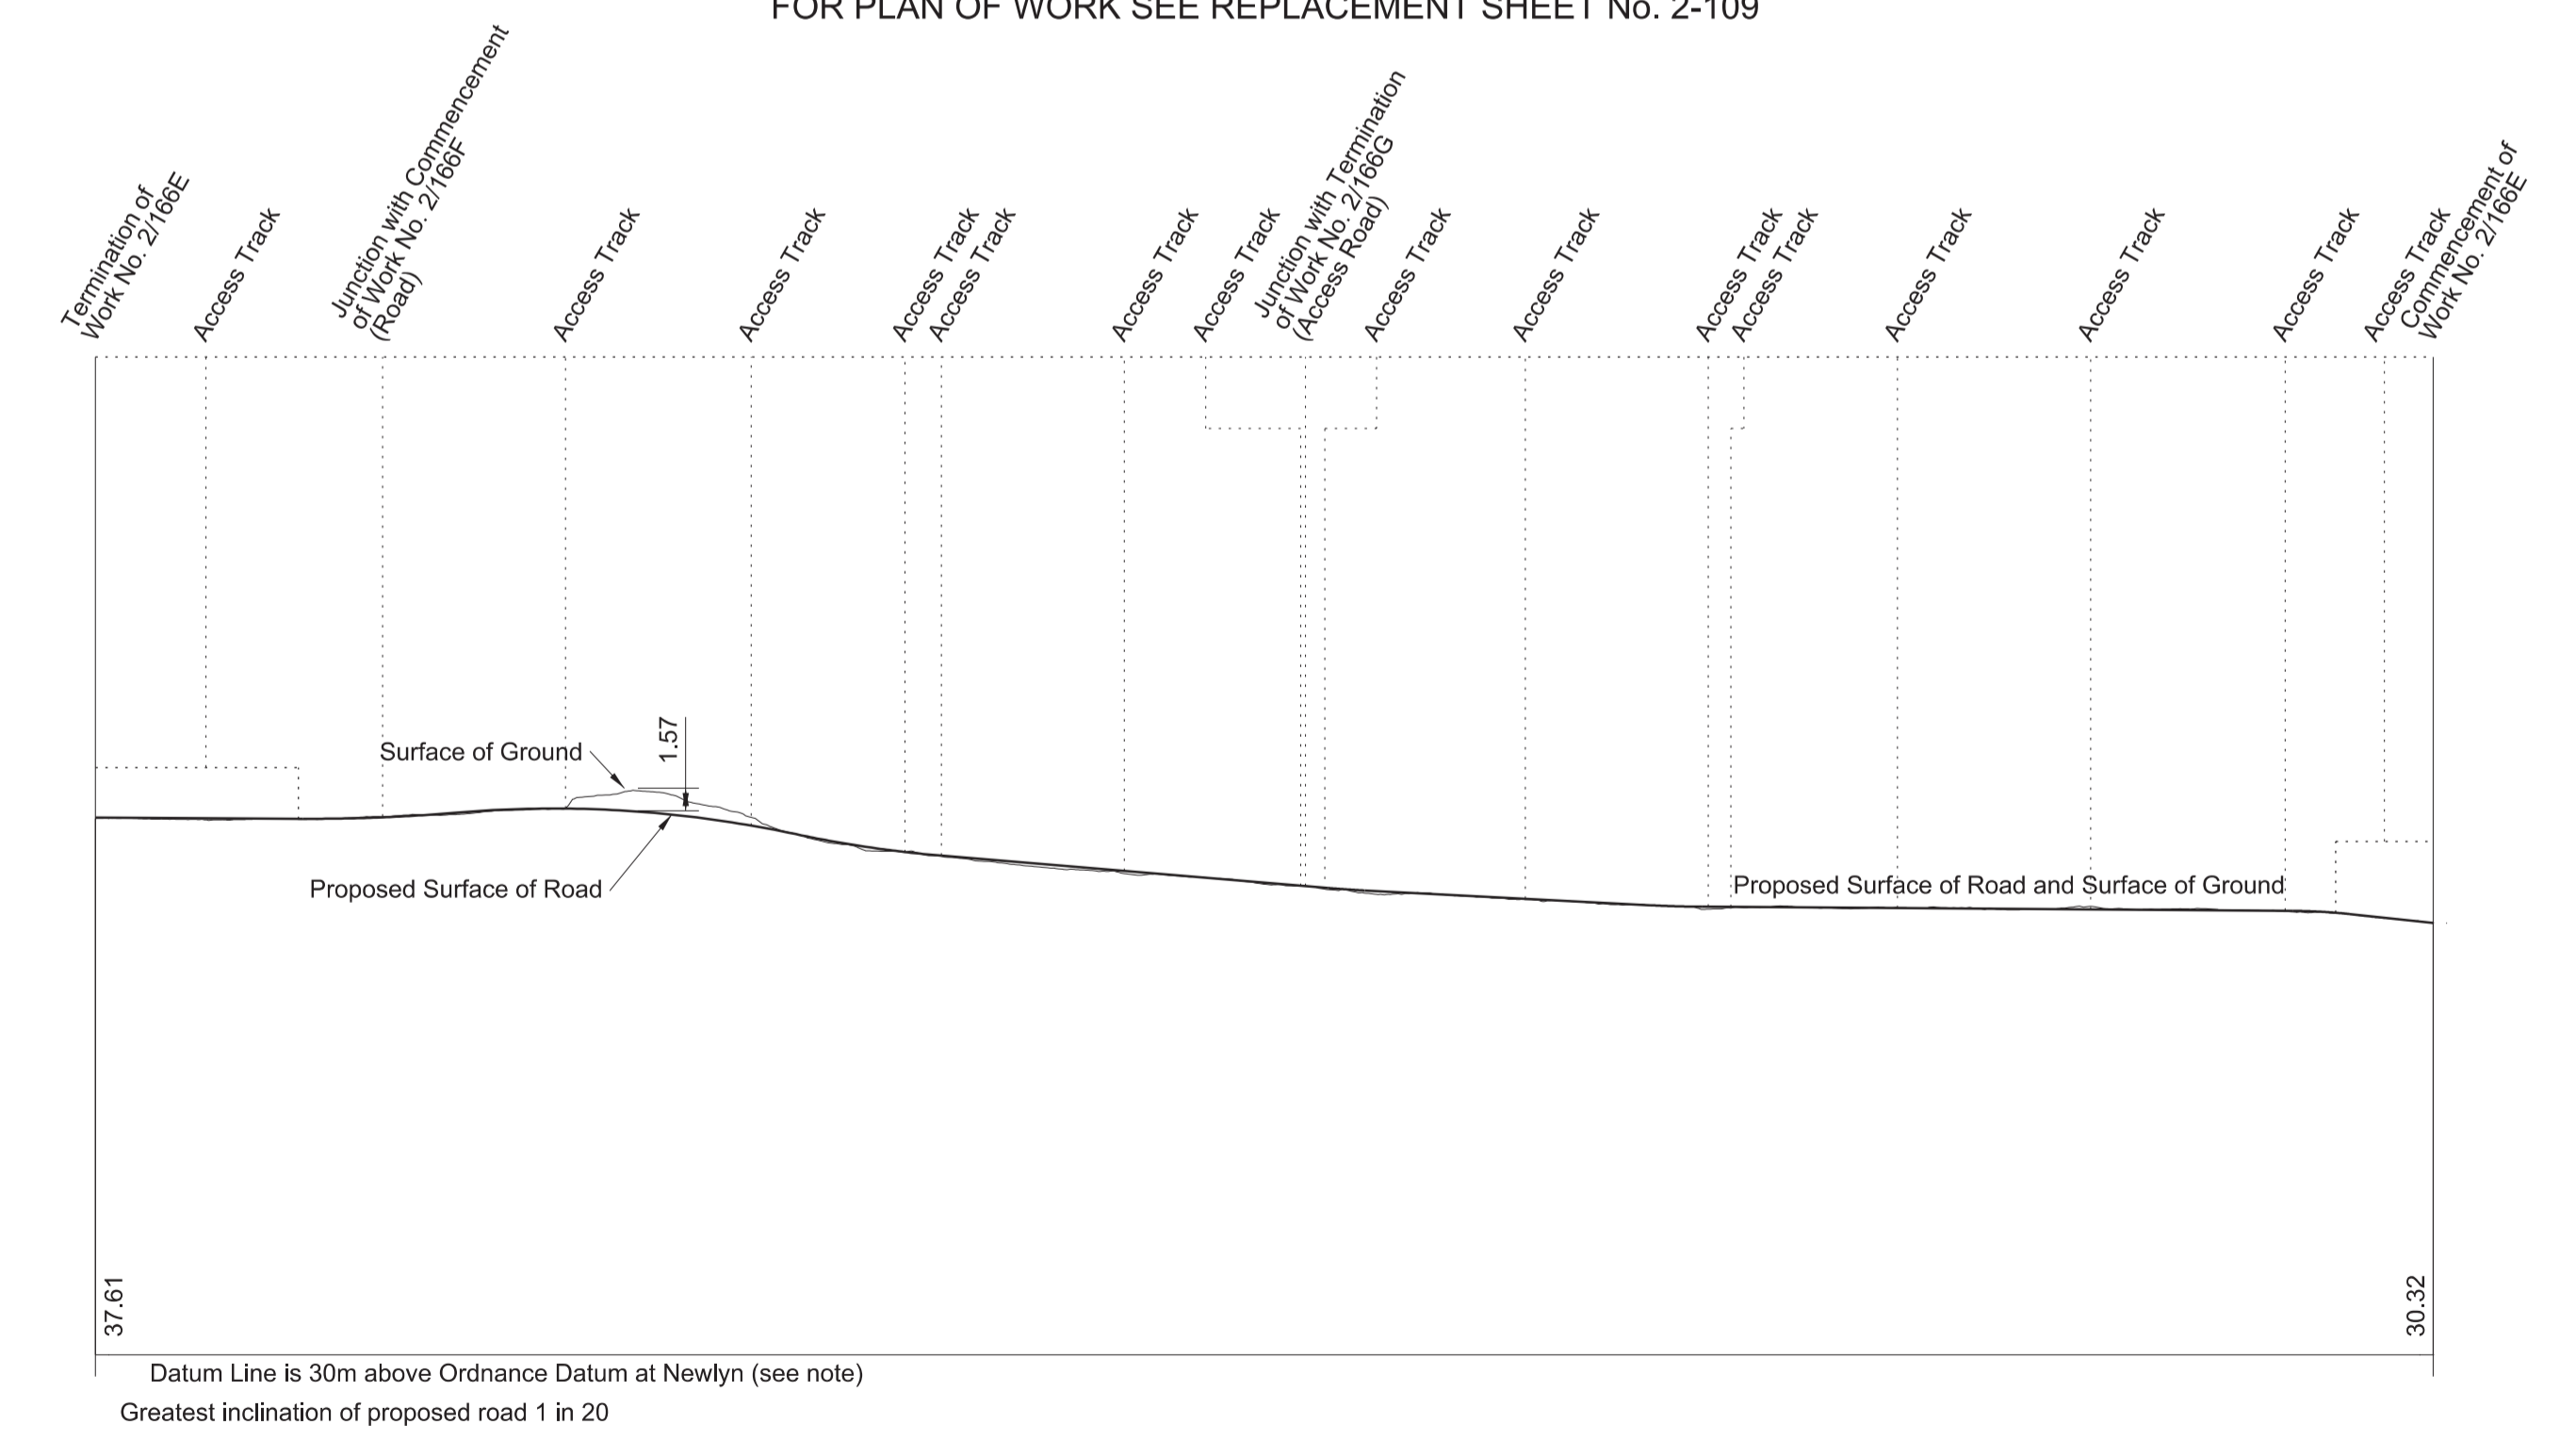 FOR PLAN OF WORK SEE REPLACEMENT SHEET No. 2-109
Termination of
Work No. 2/166E
Access Track
Junction with Commencement
of Work No. 2/166F
(Road)
Access Track
Access Track
Access Track
Access Track
Access Track
Access Track
Junction with Termination
of Work No. 2/166G
(Access Road)
Access Track
Access Track
Access Track
Access Track
Access Track
Access Track
Access Track
Access Track
Commencement of
Work No. 2/166E
1.57
Surface of Ground
Proposed Surface of Road
Proposed Surface of Road and Surface of Ground
37.61
30.32
Datum Line is 30m above Ordnance Datum at Newlyn (see note)
Greatest inclination of proposed road 1 in 20